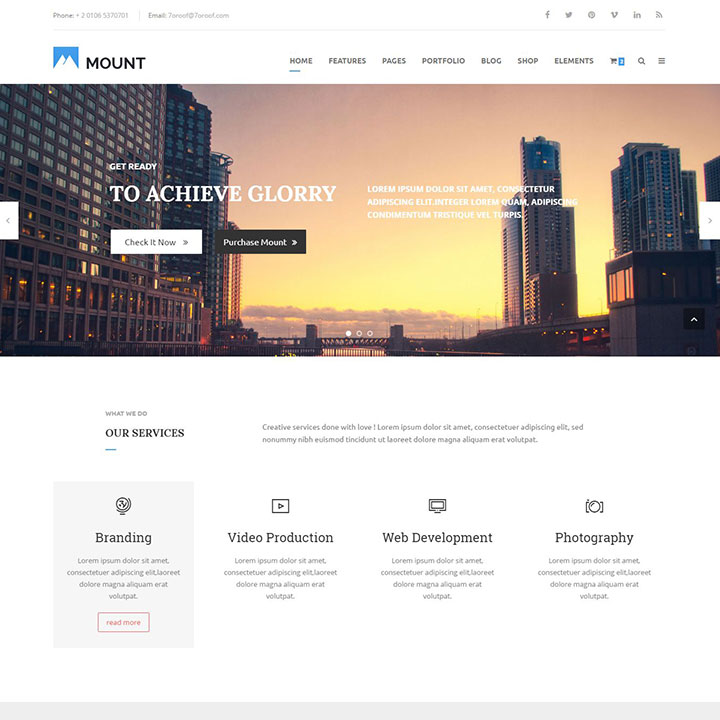 Phone: + 2 0106 5370701
Email: 7oroof@7oroof.com
MOUNT
HOME FEATURES PAGES PORTFOLIO BLOG SHOP ELEMENTS
GET READY
TO ACHIEVE GLORRY
LOREM IPSUM DOLOR SIT AMET, CONSECTETUR
ADIPISCING ELIT.INTEGER LOREM QUAM, ADIPISCING
CONDIMENTUM TRISTIQUE VEL TURPIS.
Check It Now »
Purchase Mount »
WHAT WE DO
OUR SERVICES
Creative services done with love ! Lorem ipsum dolor sit amet, consectetuer adipiscing elit, sed
nonummy nibh euismod tincidunt ut laoreet dolore magna aliquam erat volutpat.
Branding
Lorem ipsum dolor sit amet,
consectetuer adipiscing elit,laoreet
dolore magna aliquam erat
volutpat.
read more
Video Production
Lorem ipsum dolor sit amet,
consectetuer adipiscing elit,laoreet
dolore magna aliquam erat
volutpat.
Web Development
Lorem ipsum dolor sit amet,
consectetuer adipiscing elit,laoreet
dolore magna aliquam erat
volutpat.
Photography
Lorem ipsum dolor sit amet,
consectetuer adipiscing elit,laoreet
dolore magna aliquam erat
volutpat.